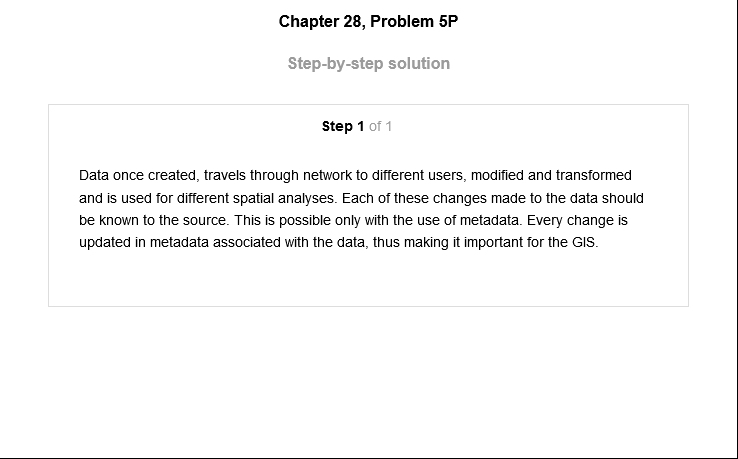 Chapter 28, Problem 5P
Step-by-step solution
Step 1 of 1
Data once created, travels through network to different users, modified and transformed
and is used for different spatial analyses. Each of these changes made to the data should
be known to the source. This is possible only with the use of metadata. Every change is
updated in metadata associated with the data, thus making it important for the GIS.